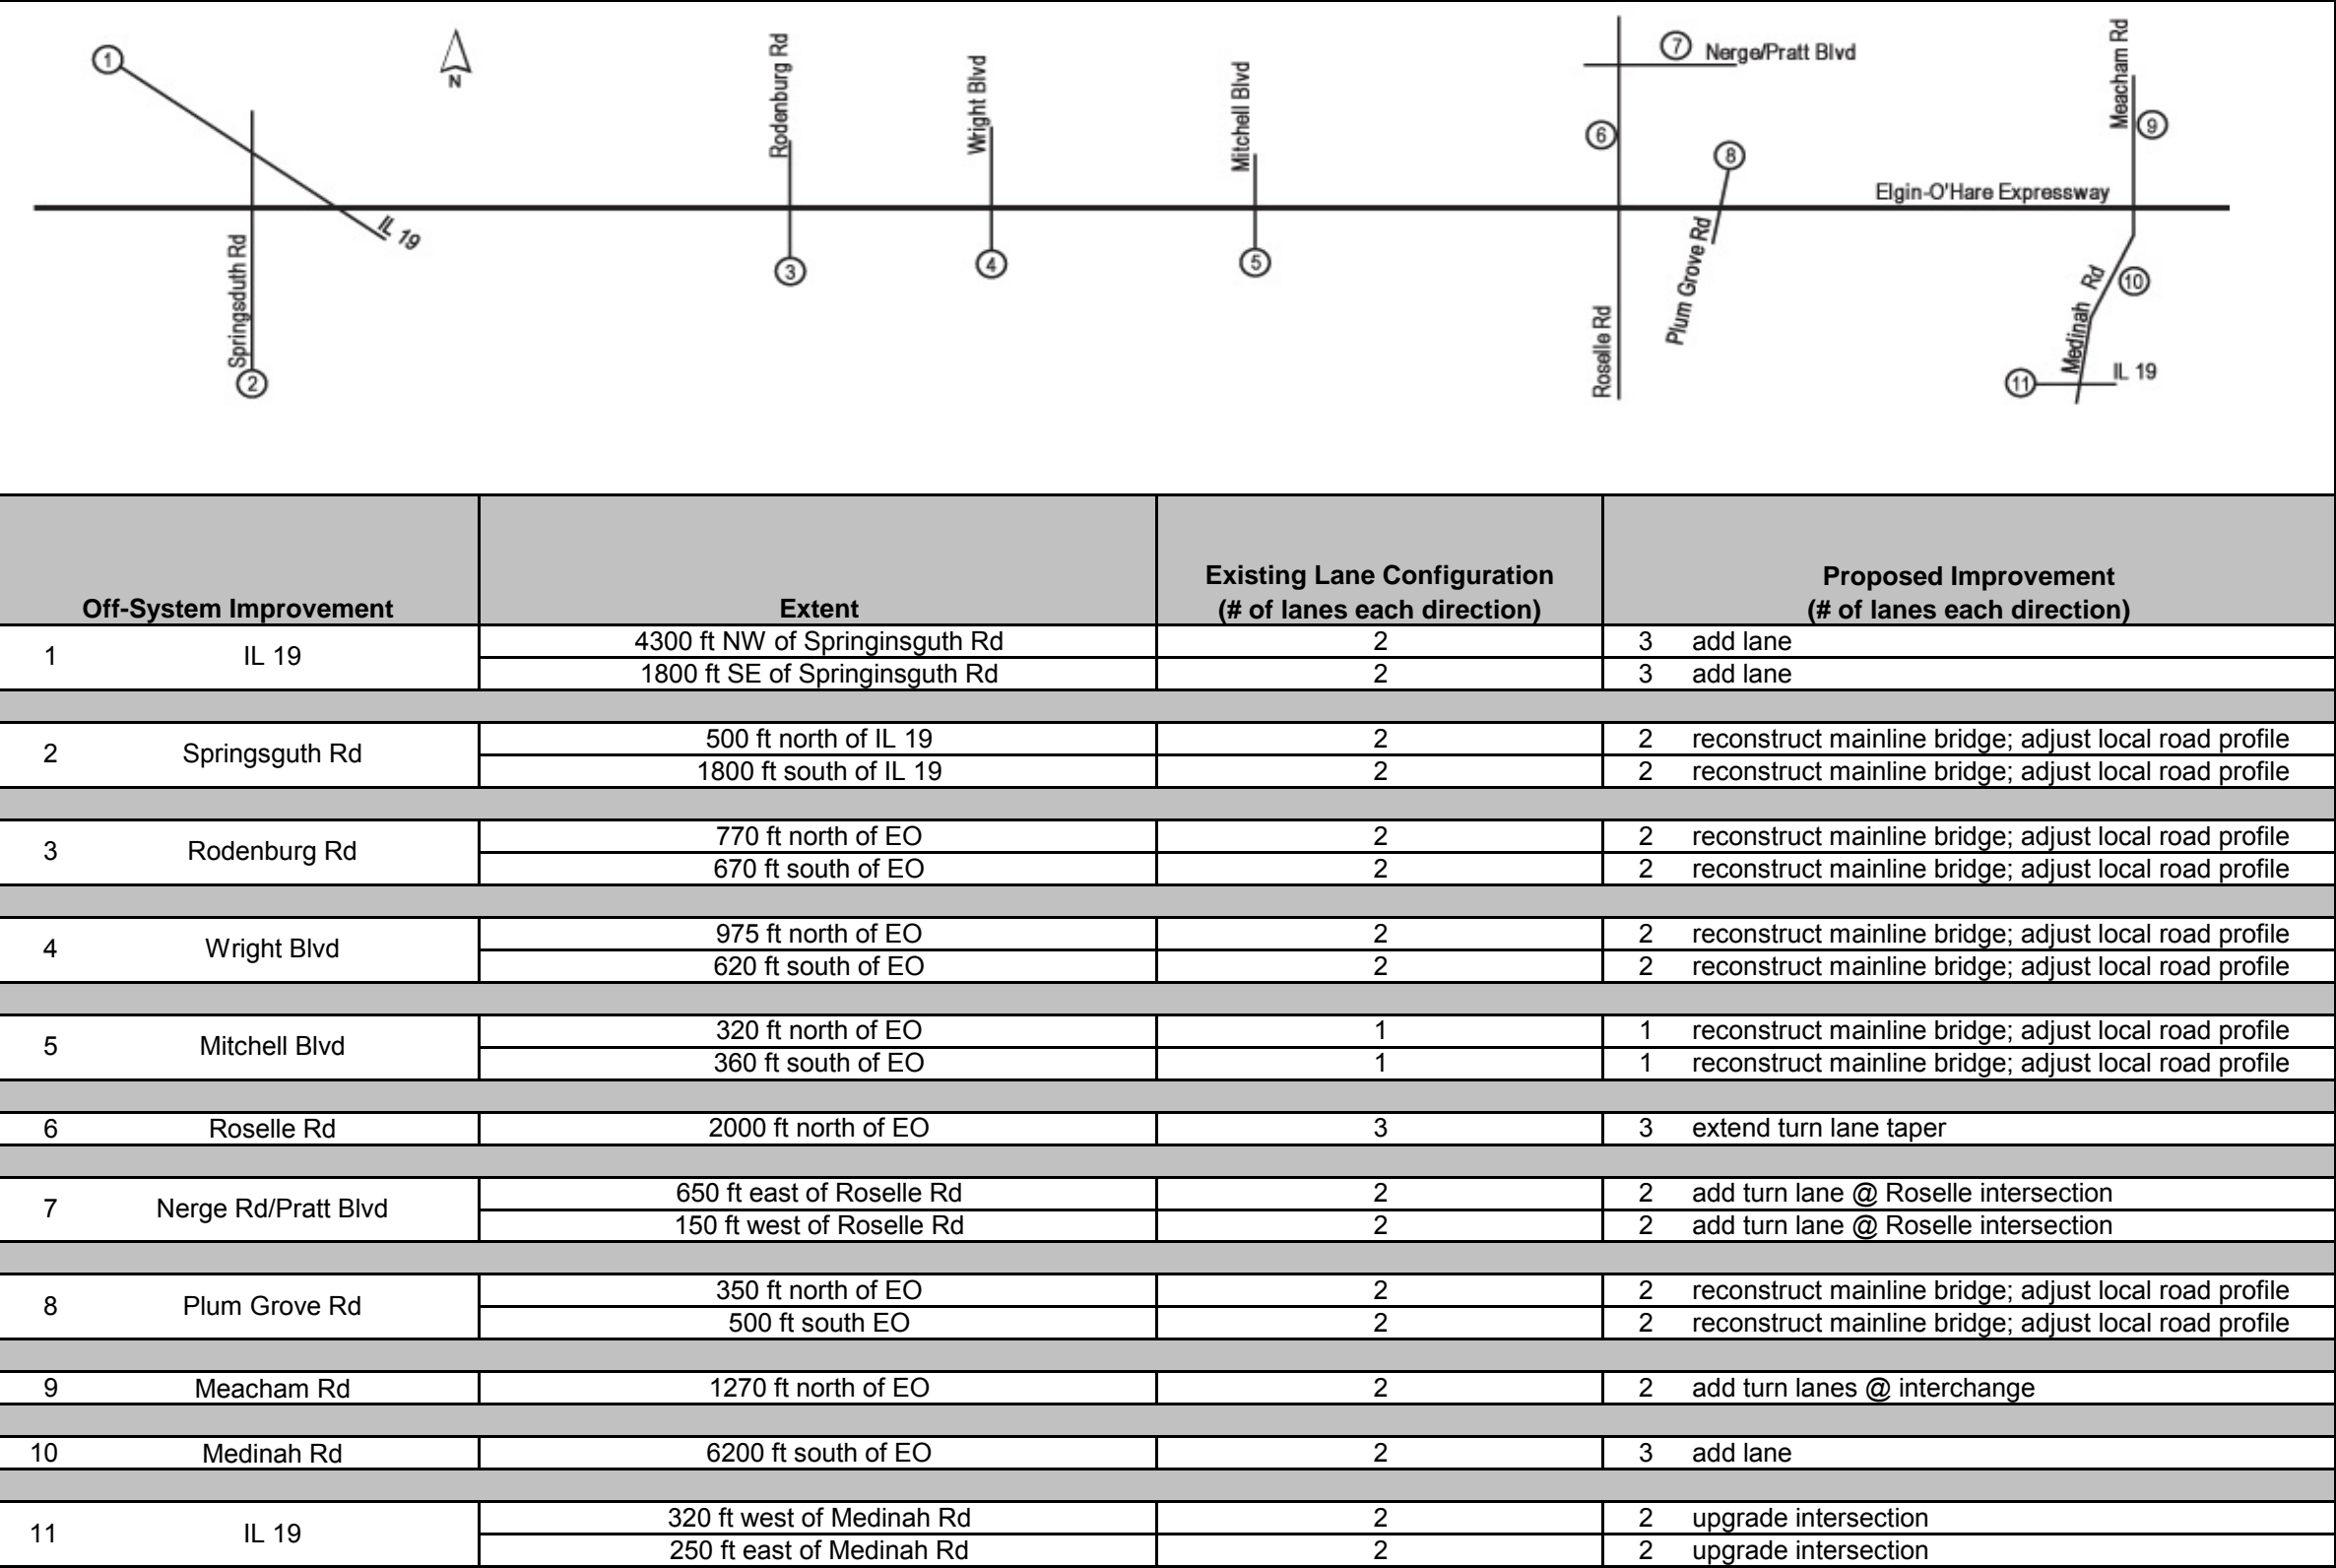 1
N
Rodenburg Rd
Wright Blvd
Mitchell Blvd
7 Nerge/Pratt Blvd
Meacham Rd
6
8
9
Elgin-O'Hare Expressway
IL 19
Springsduth Rd
3
4
5
Plum Grove Rd
Roselle Rd
10
Medinah Rd
2
11
IL 19
Off-System Improvement
Extent
Existing Lane Configuration
(# of lanes each direction)
Proposed Improvement
(# of lanes each direction)
1 IL 19
4300 ft NW of Springinsguth Rd 2 3 add lane
1800 ft SE of Springinsguth Rd 2 3 add lane
2 Springsguth Rd
500 ft north of IL 19 2 2 reconstruct mainline bridge; adjust local road profile
1800 ft south of IL 19 2 2 reconstruct mainline bridge; adjust local road profile
3 Rodenburg Rd
770 ft north of EO 2 2 reconstruct mainline bridge; adjust local road profile
670 ft south of EO 2 2 reconstruct mainline bridge; adjust local road profile
4 Wright Blvd
975 ft north of EO 2 2 reconstruct mainline bridge; adjust local road profile
620 ft south of EO 2 2 reconstruct mainline bridge; adjust local road profile
5 Mitchell Blvd
320 ft north of EO 1 1 reconstruct mainline bridge; adjust local road profile
360 ft south of EO 1 1 reconstruct mainline bridge; adjust local road profile
6 Roselle Rd 2000 ft north of EO 3 3 extend turn lane taper
7 Nerge Rd/Pratt Blvd
650 ft east of Roselle Rd 2 2 add turn lane @ Roselle intersection
150 ft west of Roselle Rd 2 2 add turn lane @ Roselle intersection
8 Plum Grove Rd
350 ft north of EO 2 2 reconstruct mainline bridge; adjust local road profile
500 ft south EO 2 2 reconstruct mainline bridge; adjust local road profile
9 Meacham Rd 1270 ft north of EO 2 2 add turn lanes @ interchange
10 Medinah Rd 6200 ft south of EO 2 3 add lane
11 IL 19
320 ft west of Medinah Rd 2 2 upgrade intersection
250 ft east of Medinah Rd 2 2 upgrade intersection